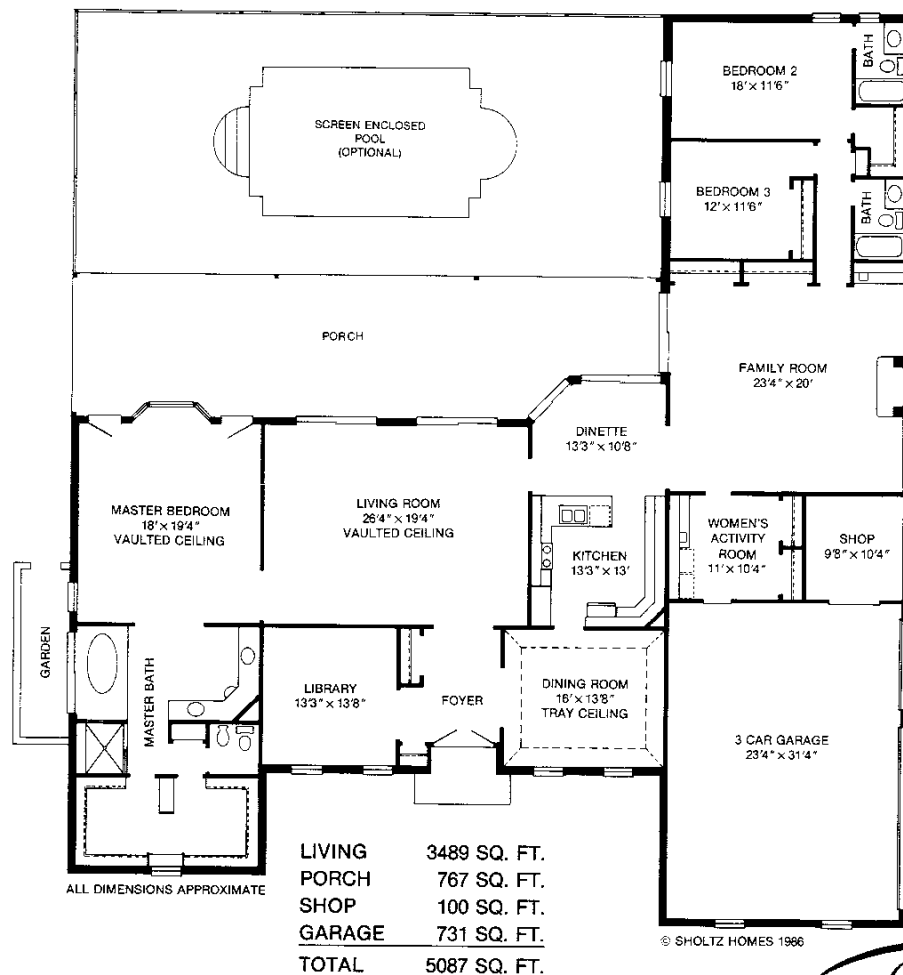 BATH
BEDROOM 2
18' × 11'6"
SCREEN ENCLOSED
POOL
(OPTIONAL)
BEDROOM 3
12' × 11'6"
BATH
PORCH
FAMILY ROOM
23'4" × 20'
DINETTE
13'3" × 10'8"
MASTER BEDROOM
18' × 19'4"
VAULTED CEILING
LIVING ROOM
26'4" × 19'4"
VAULTED CEILING
KITCHEN
13'3" × 13'
WOMEN'S
ACTIVITY
ROOM
11' × 10'4"
SHOP
9'8" × 10'4"
GARDEN
MASTER BATH
LIBRARY
13'3" × 13'8"
FOYER
DINING ROOM
16' × 13'8"
TRAY CEILING
3 CAR GARAGE
23'4" × 31'4"
ALL DIMENSIONS APPROXIMATE
LIVING 3489 SQ. FT.
PORCH 767 SQ. FT.
SHOP 100 SQ. FT.
GARAGE 731 SQ. FT.
TOTAL 5087 SQ. FT.
© SHOLTZ HOMES 1986